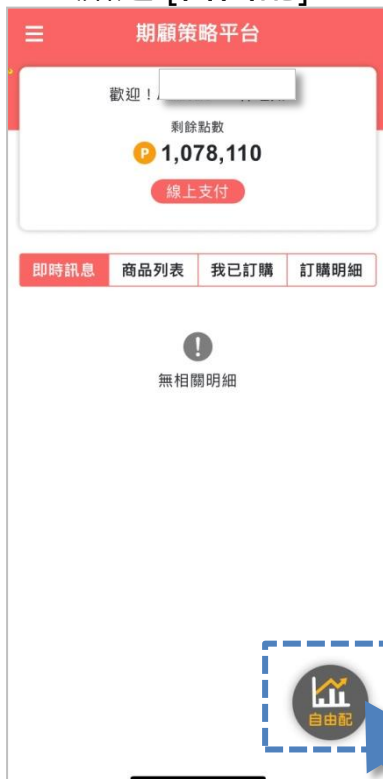 期顧策略平台
歡迎！
剩餘點數
P 1,078,110
線上支付
即時訊息 商品列表 我已訂購 訂購明細
!
無相關明細
自由配